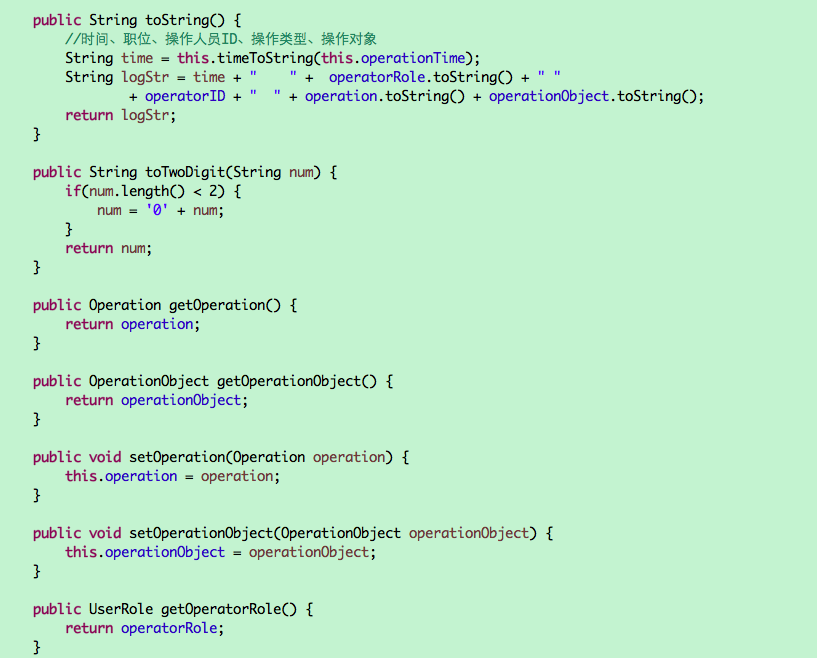 public String toString() {
    //时间、职位、操作人员ID、操作类型、操作对象
    String time = this.timeToString(this.operationTime);
    String logStr = time + "    " +  operatorRole.toString() + " "
            + operatorID + "  " + operation.toString() + operationObject.toString();
    return logStr;
}

public String toTwoDigit(String num) {
    if(num.length() < 2) {
        num = '0' + num;
    }
    return num;
}

public Operation getOperation() {
    return operation;
}

public OperationObject getOperationObject() {
    return operationObject;
}

public void setOperation(Operation operation) {
    this.operation = operation;
}

public void setOperationObject(OperationObject operationObject) {
    this.operationObject = operationObject;
}

public UserRole getOperatorRole() {
    return operatorRole;
}